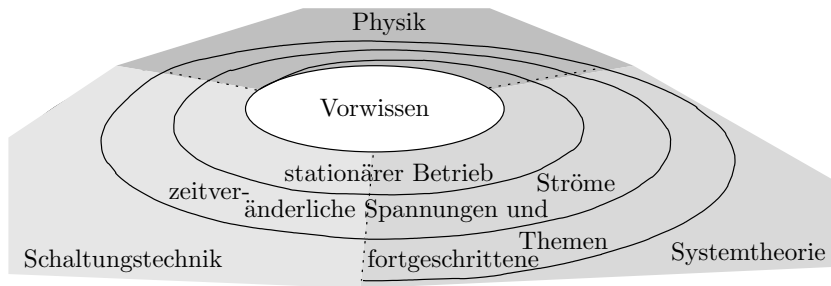 Physik
Vorwissen
stationärer Betrieb
zeitver-
änderliche Spannungen und
Ströme
fortgeschrittene
Themen
Schaltungstechnik
Systemtheorie